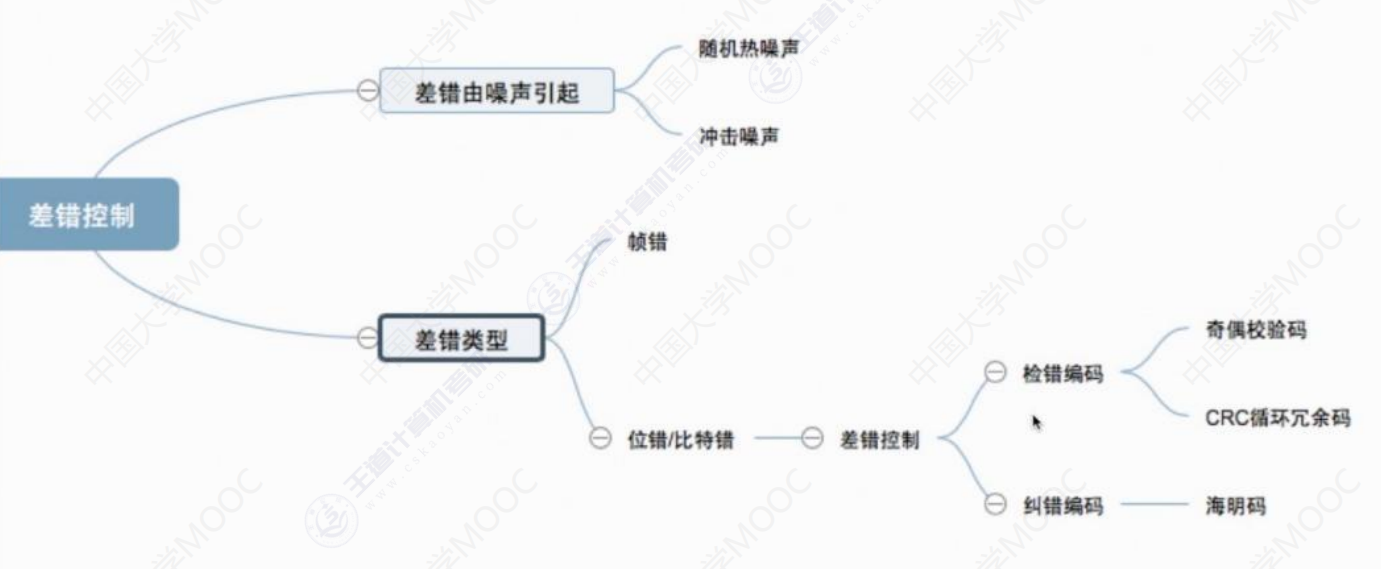 随机热噪声
差错由噪声引起
冲击噪声
差错控制
帧错
差错类型
奇偶校验码
检错编码
CRC循环冗余码
位错/比特错
差错控制
纠错编码
海明码
中国大学MOOC
王道计算机考研
www.cskaoyan.com